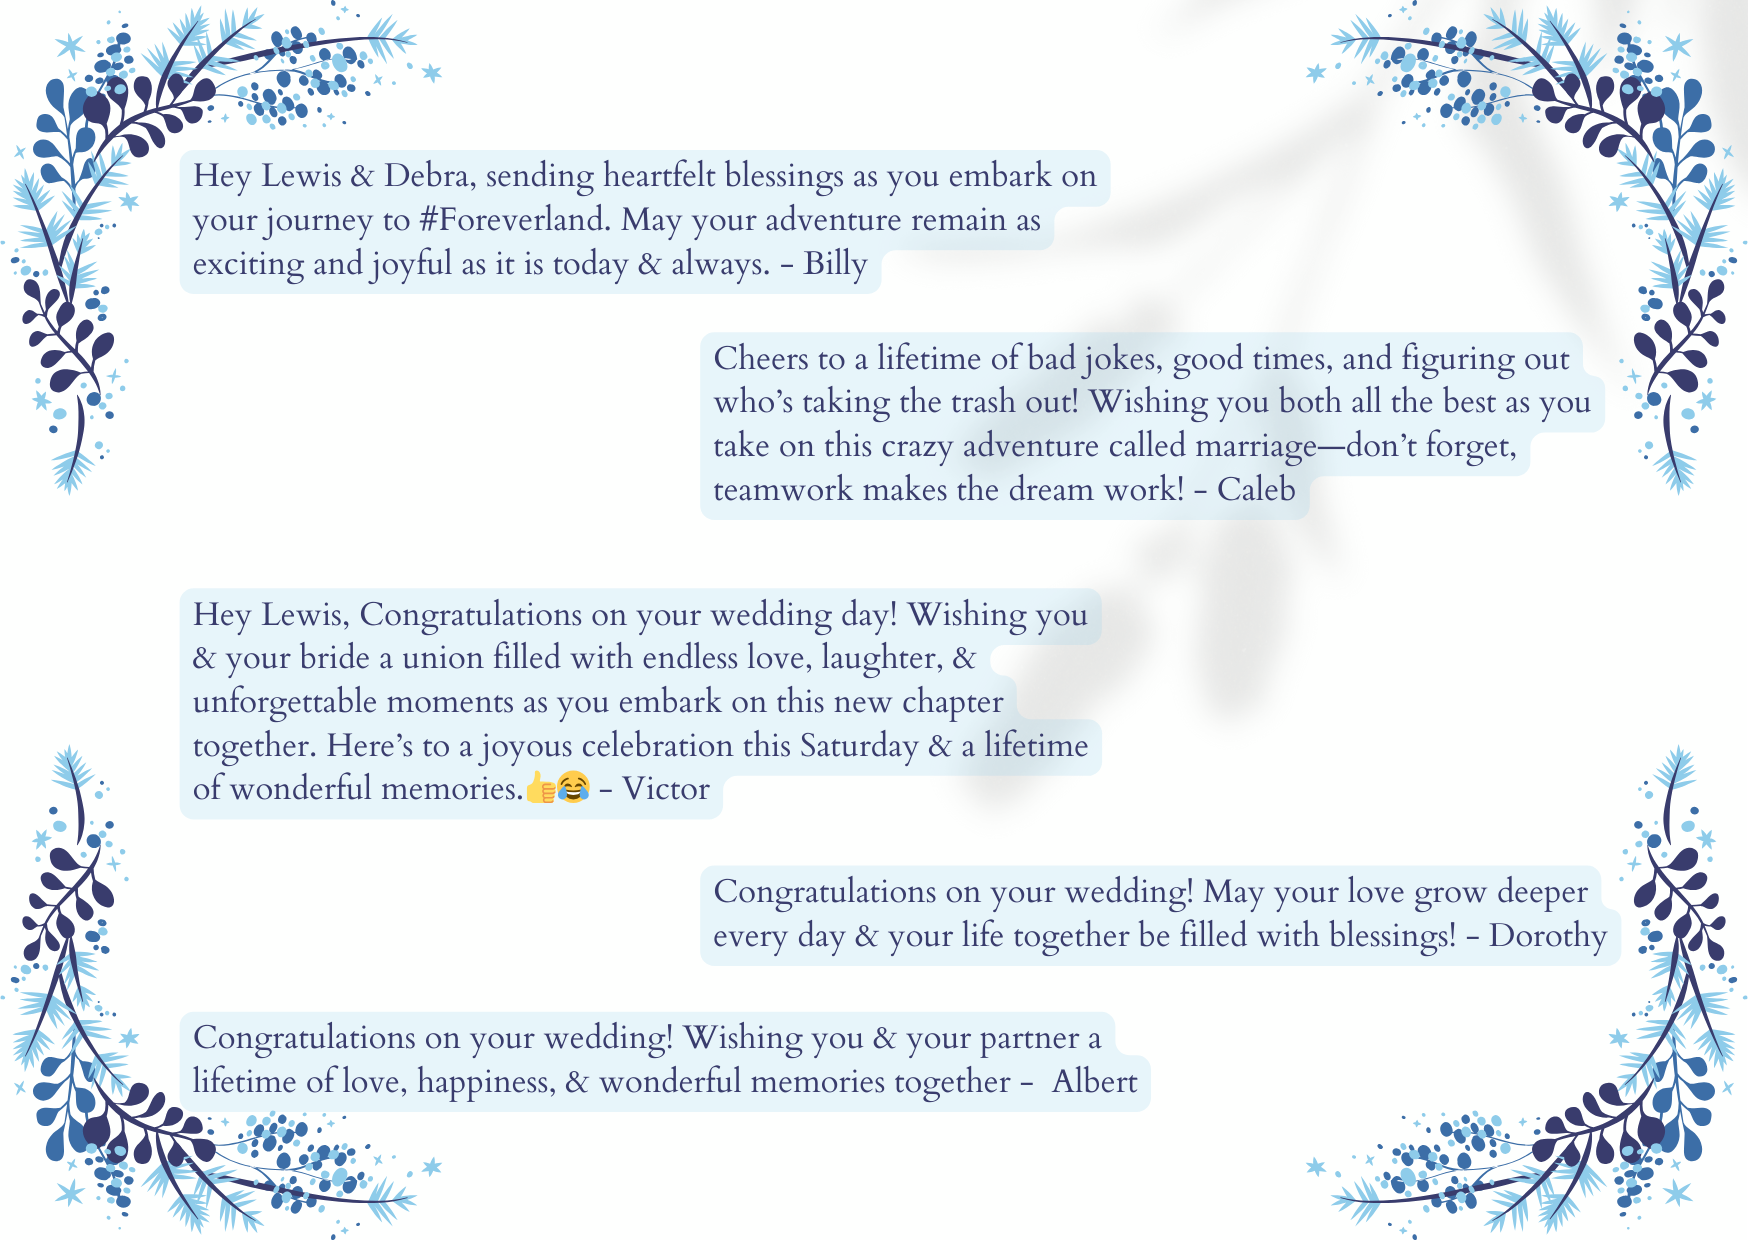 Hey Lewis & Debra, sending heartfelt blessings as you embark on
your journey to #Foreverland. May your adventure remain as
exciting and joyful as it is today & always. - Billy
Cheers to a lifetime of bad jokes, good times, and figuring out
who’s taking the trash out! Wishing you both all the best as you
take on this crazy adventure called marriage—don’t forget,
teamwork makes the dream work! - Caleb
Hey Lewis, Congratulations on your wedding day! Wishing you
& your bride a union filled with endless love, laughter, &
unforgettable moments as you embark on this new chapter
together. Here’s to a joyous celebration this Saturday & a lifetime
of wonderful memories.👍😂 - Victor
Congratulations on your wedding! May your love grow deeper
every day & your life together be filled with blessings! - Dorothy
Congratulations on your wedding! Wishing you & your partner a
lifetime of love, happiness, & wonderful memories together -  Albert